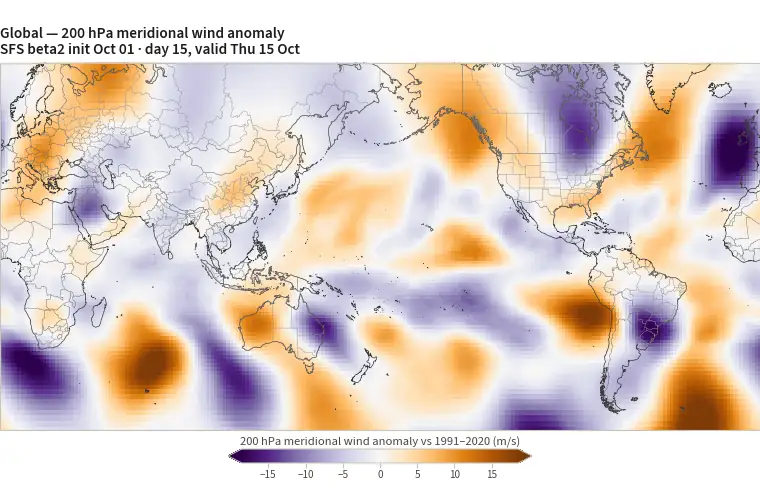 Global — 200 hPa meridional wind anomaly
SFS beta2 init Oct 01 · day 15, valid Thu 15 Oct
200 hPa meridional wind anomaly vs 1991–2020 (m/s)
−15 −10 −5 0 5 10 15